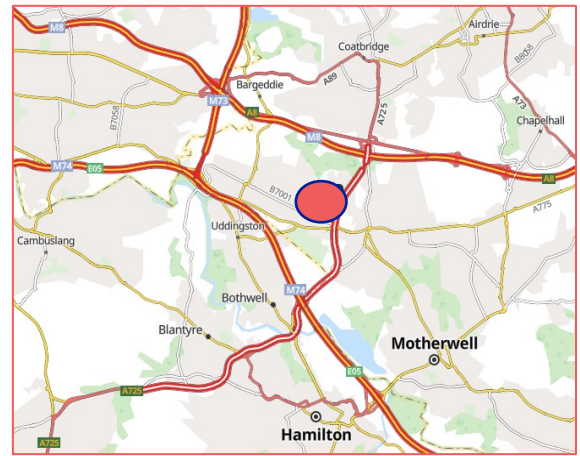 M8
Airdrie
Coatbridge
B8058
A89
Bargeddie
M73
A73
A725
B7058
A8
Chapelhall
M8
M74
E05
A8
B7001
A775
Uddingston
Cambuslang
M74
Bothwell
Blantyre
Motherwell
E05
A725
Hamilton
A725